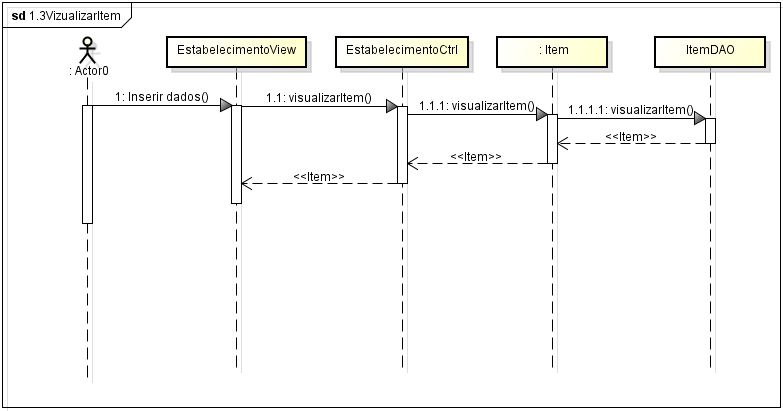 sd 1.3VizualizarItem
: Actor0
EstabelecimentoView
EstabelecimentoCtrl
: Item
ItemDAO
1: Inserir dados()
1.1: visualizarItem()
1.1.1: visualizarItem()
1.1.1.1: visualizarItem()
<<Item>>
<<Item>>
<<Item>>